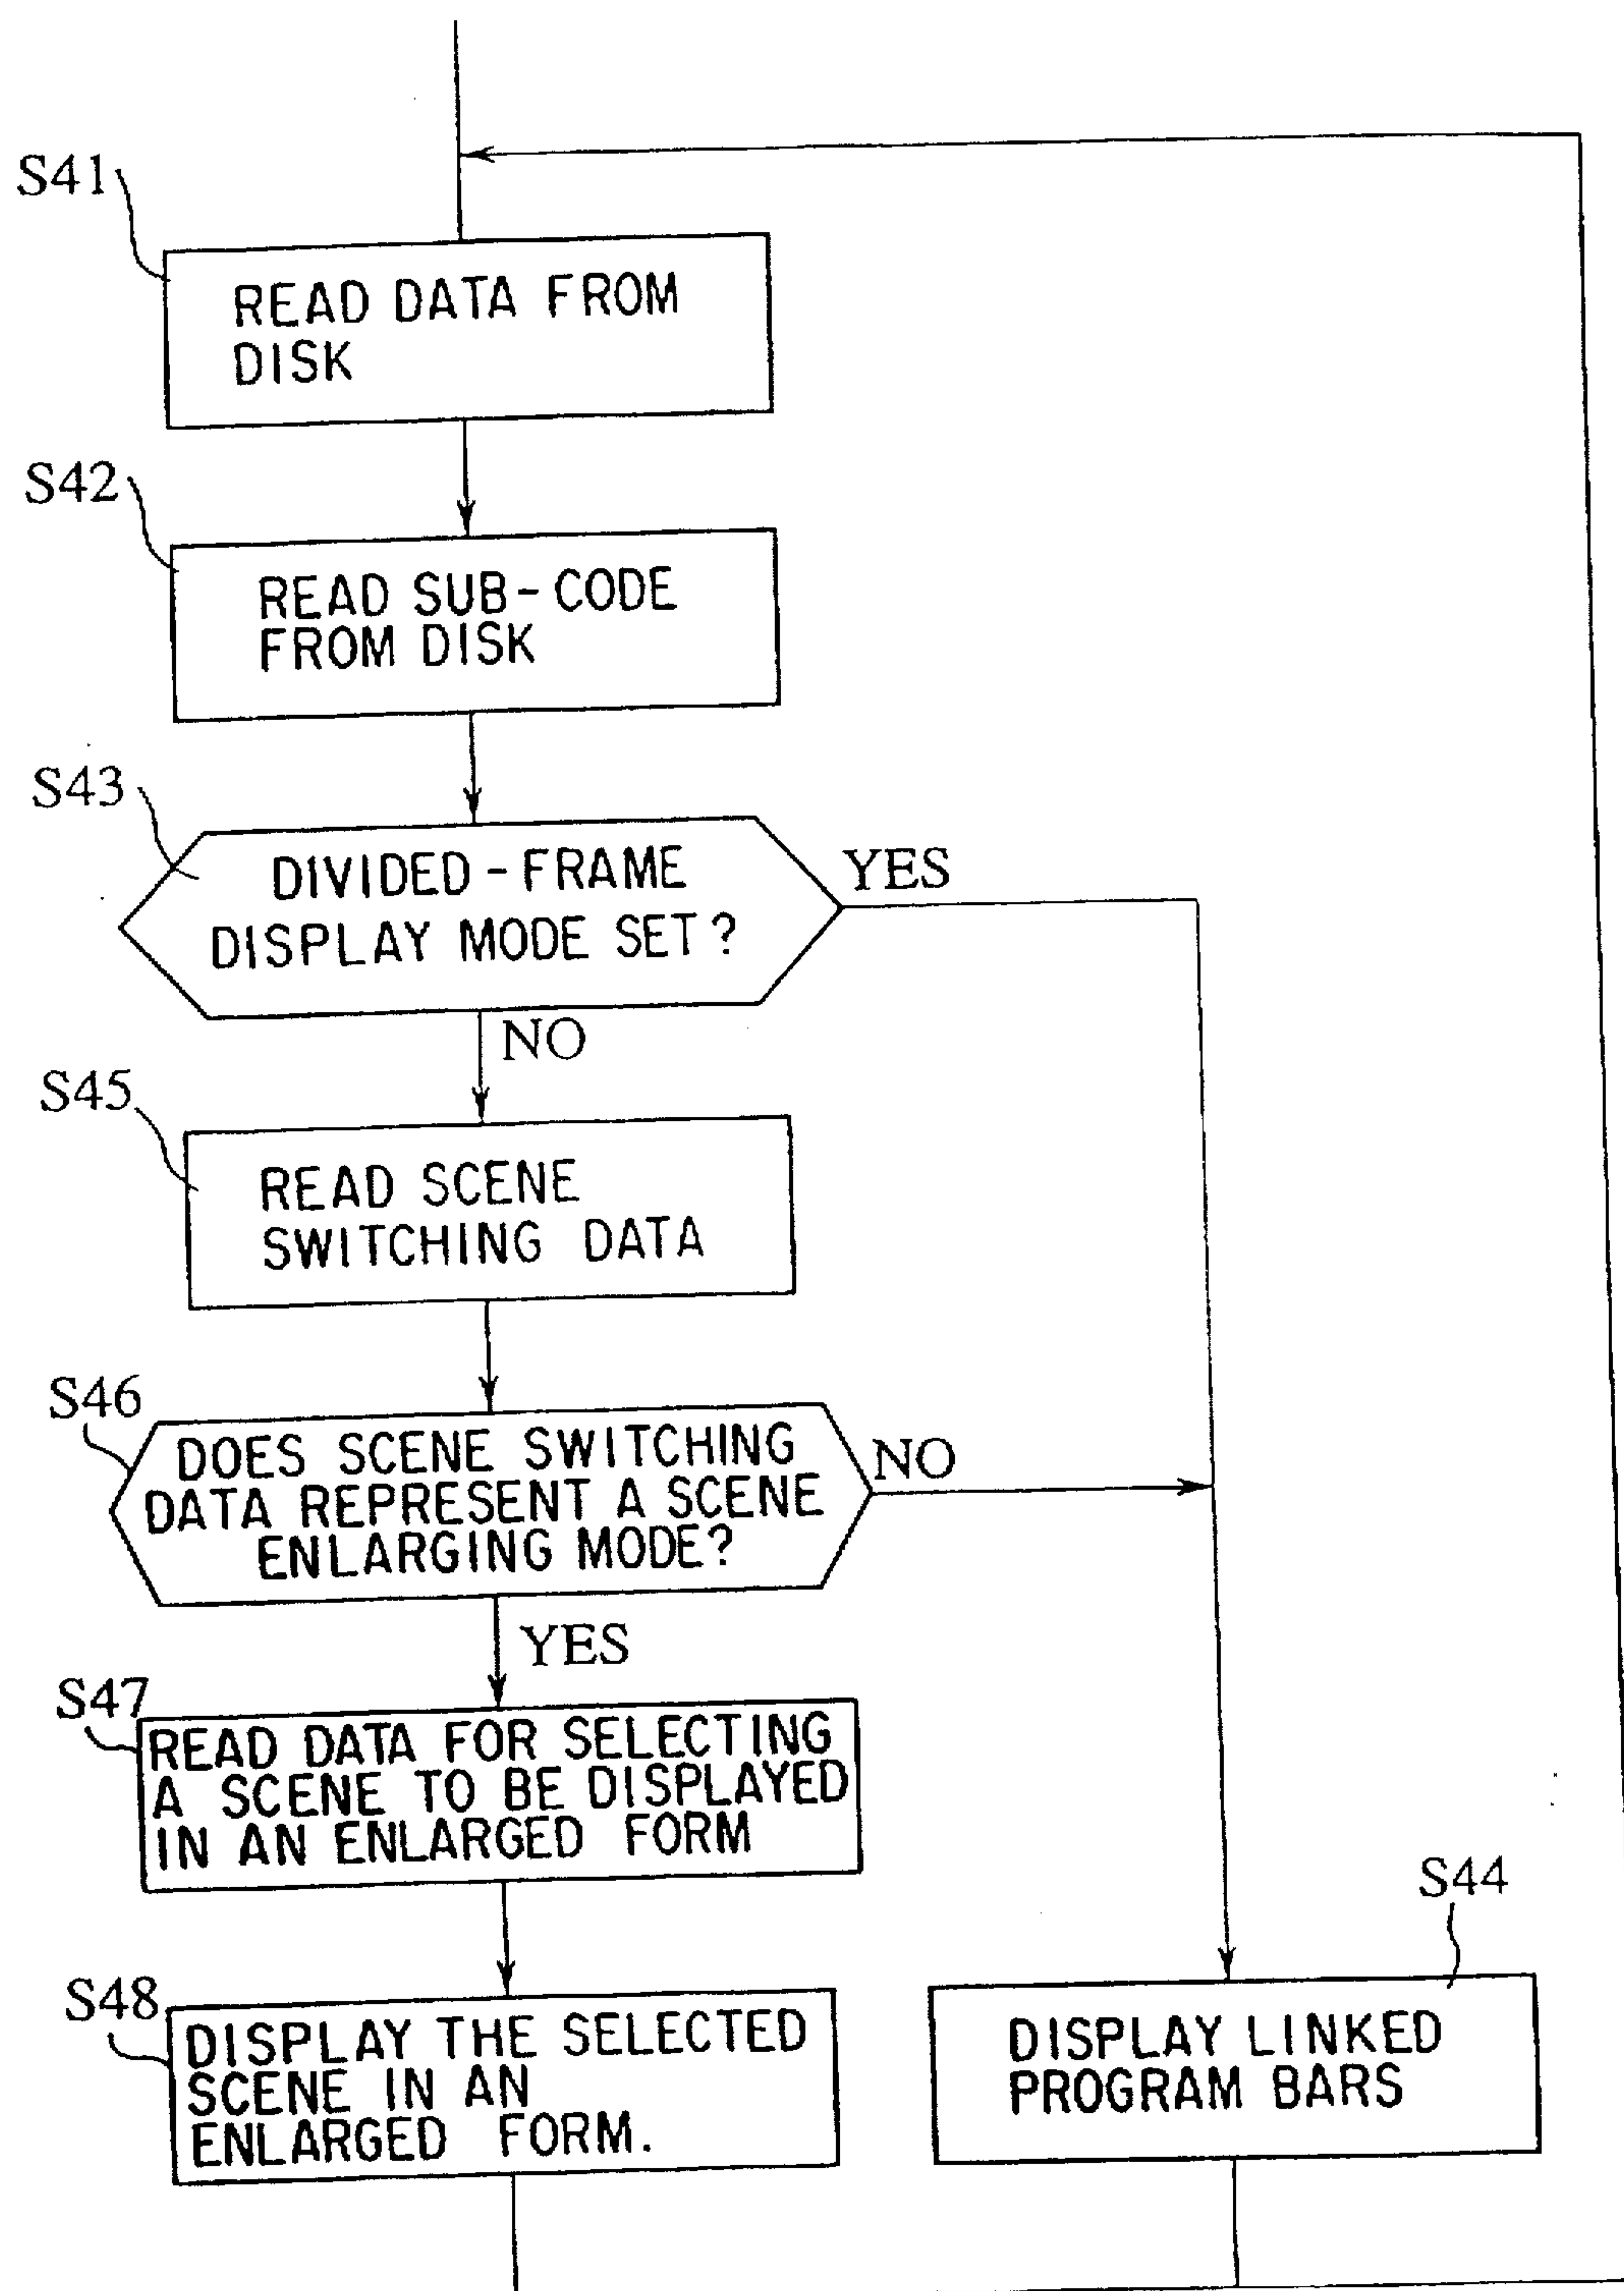 S41
READ DATA FROM
DISK
S42
READ SUB-CODE
FROM DISK
S43
DIVIDED-FRAME
DISPLAY MODE SET?
YES
NO
S45
READ SCENE
SWITCHING DATA
S46
DOES SCENE SWITCHING
DATA REPRESENT A SCENE
ENLARGING MODE?
NO
YES
S47
READ DATA FOR SELECTING
A SCENE TO BE DISPLAYED
IN AN ENLARGED FORM
S48
DISPLAY THE SELECTED
SCENE IN AN
ENLARGED FORM.
S44
DISPLAY LINKED
PROGRAM BARS